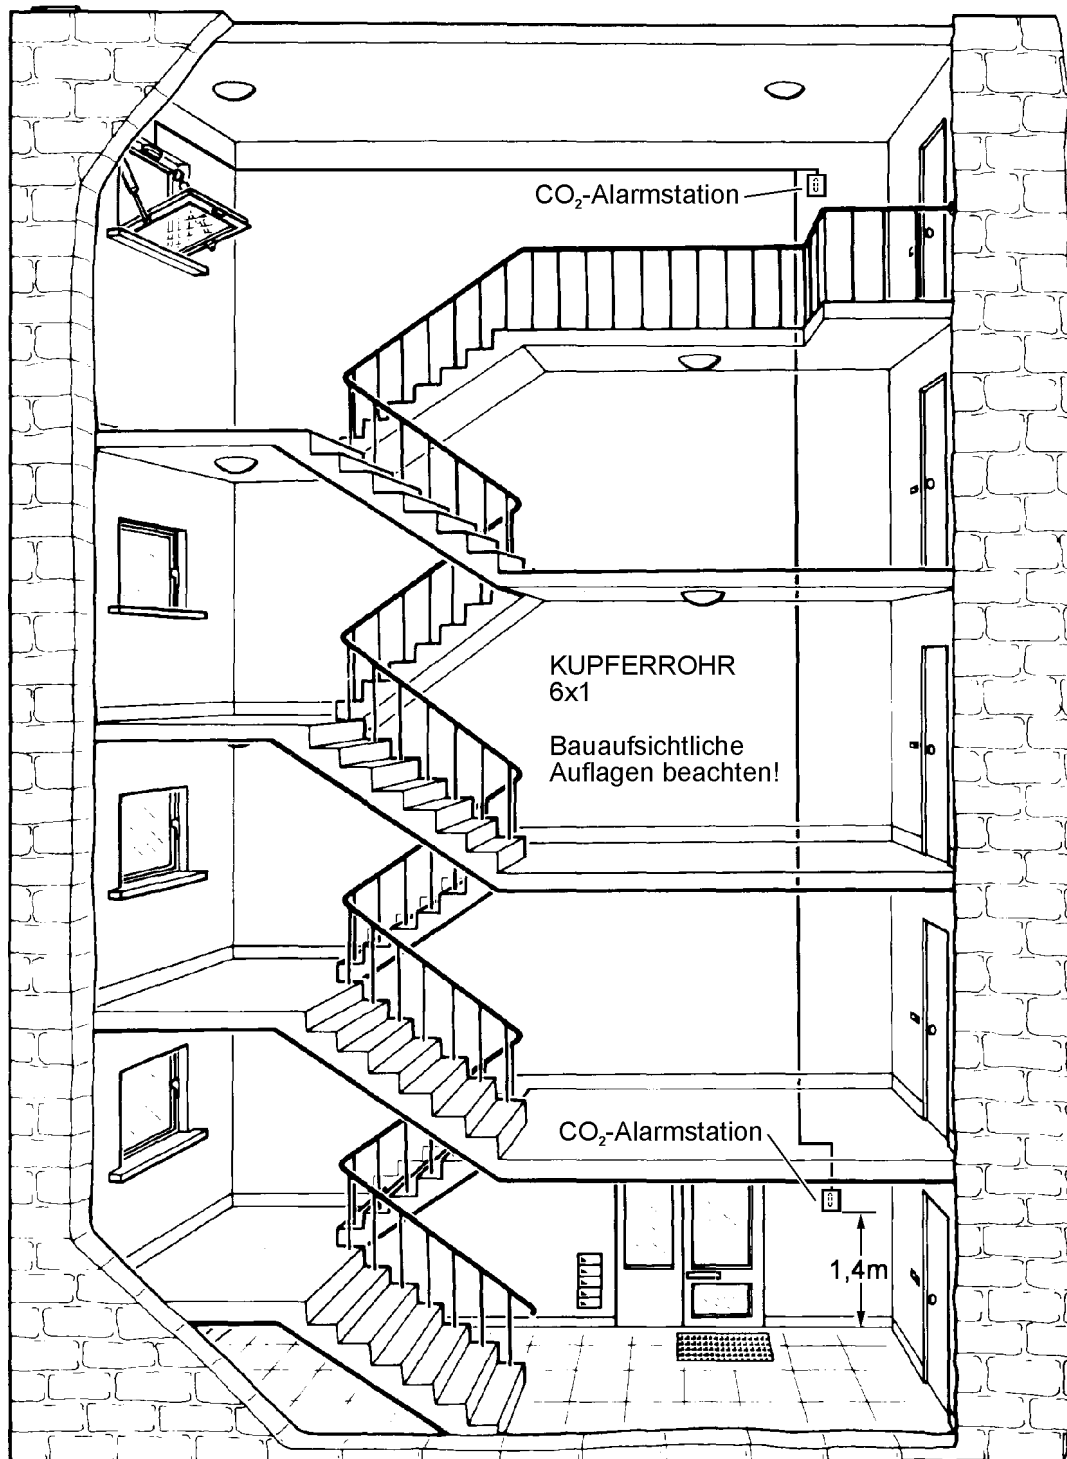 CO₂-Alarmstation
KUPFERROHR
6x1
Bauaufsichtliche
Auflagen beachten!
CO₂-Alarmstation
1,4m